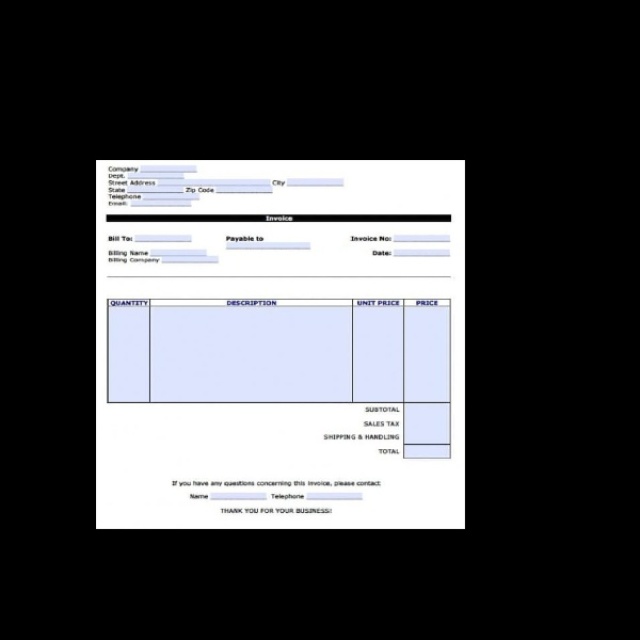 Company
Dept.
Street Address City
State Zip Code
Telephone
Email:
Invoice
Bill To: Payable to Invoice No:
Billing Name Date:
Billing Company
QUANTITY DESCRIPTION UNIT PRICE PRICE
SUBTOTAL
SALES TAX
SHIPPING & HANDLING
TOTAL
If you have any questions concerning this invoice, please contact
Name Telephone
THANK YOU FOR YOUR BUSINESS!